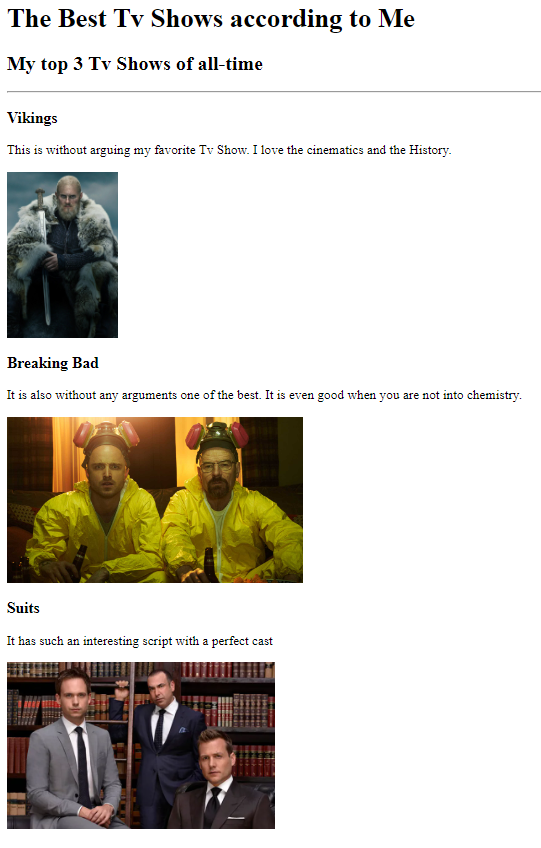 The Best Tv Shows according to Me
My top 3 Tv Shows of all-time
Vikings
This is without arguing my favorite Tv Show. I love the cinematics and the History.
Breaking Bad
It is also without any arguments one of the best. It is even good when you are not into chemistry.
Suits
It has such an interesting script with a perfect cast